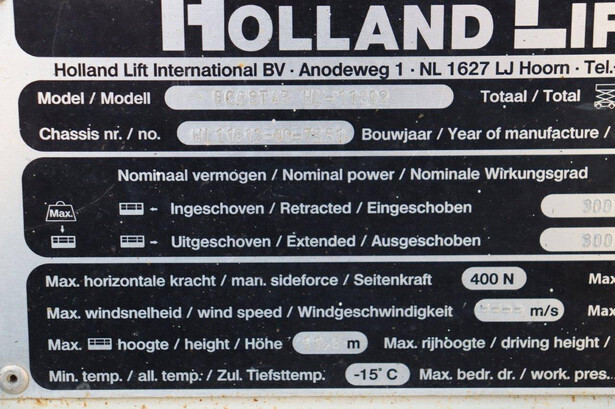 HOLLAND
Holland Lift International BV · Anodeweg 1 · NL 1627 LJ Hoorn · Tel.
Model / Modell Totaal / Total
Chassis nr. / no. Bouwjaar / Year of manufacture /
Nominaal vermogen / Nominal power / Nominale Wirkungsgrad
Max. - Ingeschoven / Retracted / Eingeschoben
- Uitgeschoven / Extended / Ausgeschoben
Max. horizontale kracht / man. sideforce / Seitenkraft 400 N Max
Max. windsnelheid / wind speed / Windgeschwindigkeit m/s Max
Max. hoogte / height / Höhe m Max. rijhoogte / driving height /
Min. temp. / all. temp. / Zul. Tiefsttemp. -15°C Max. bedr. dr. / work. pres.